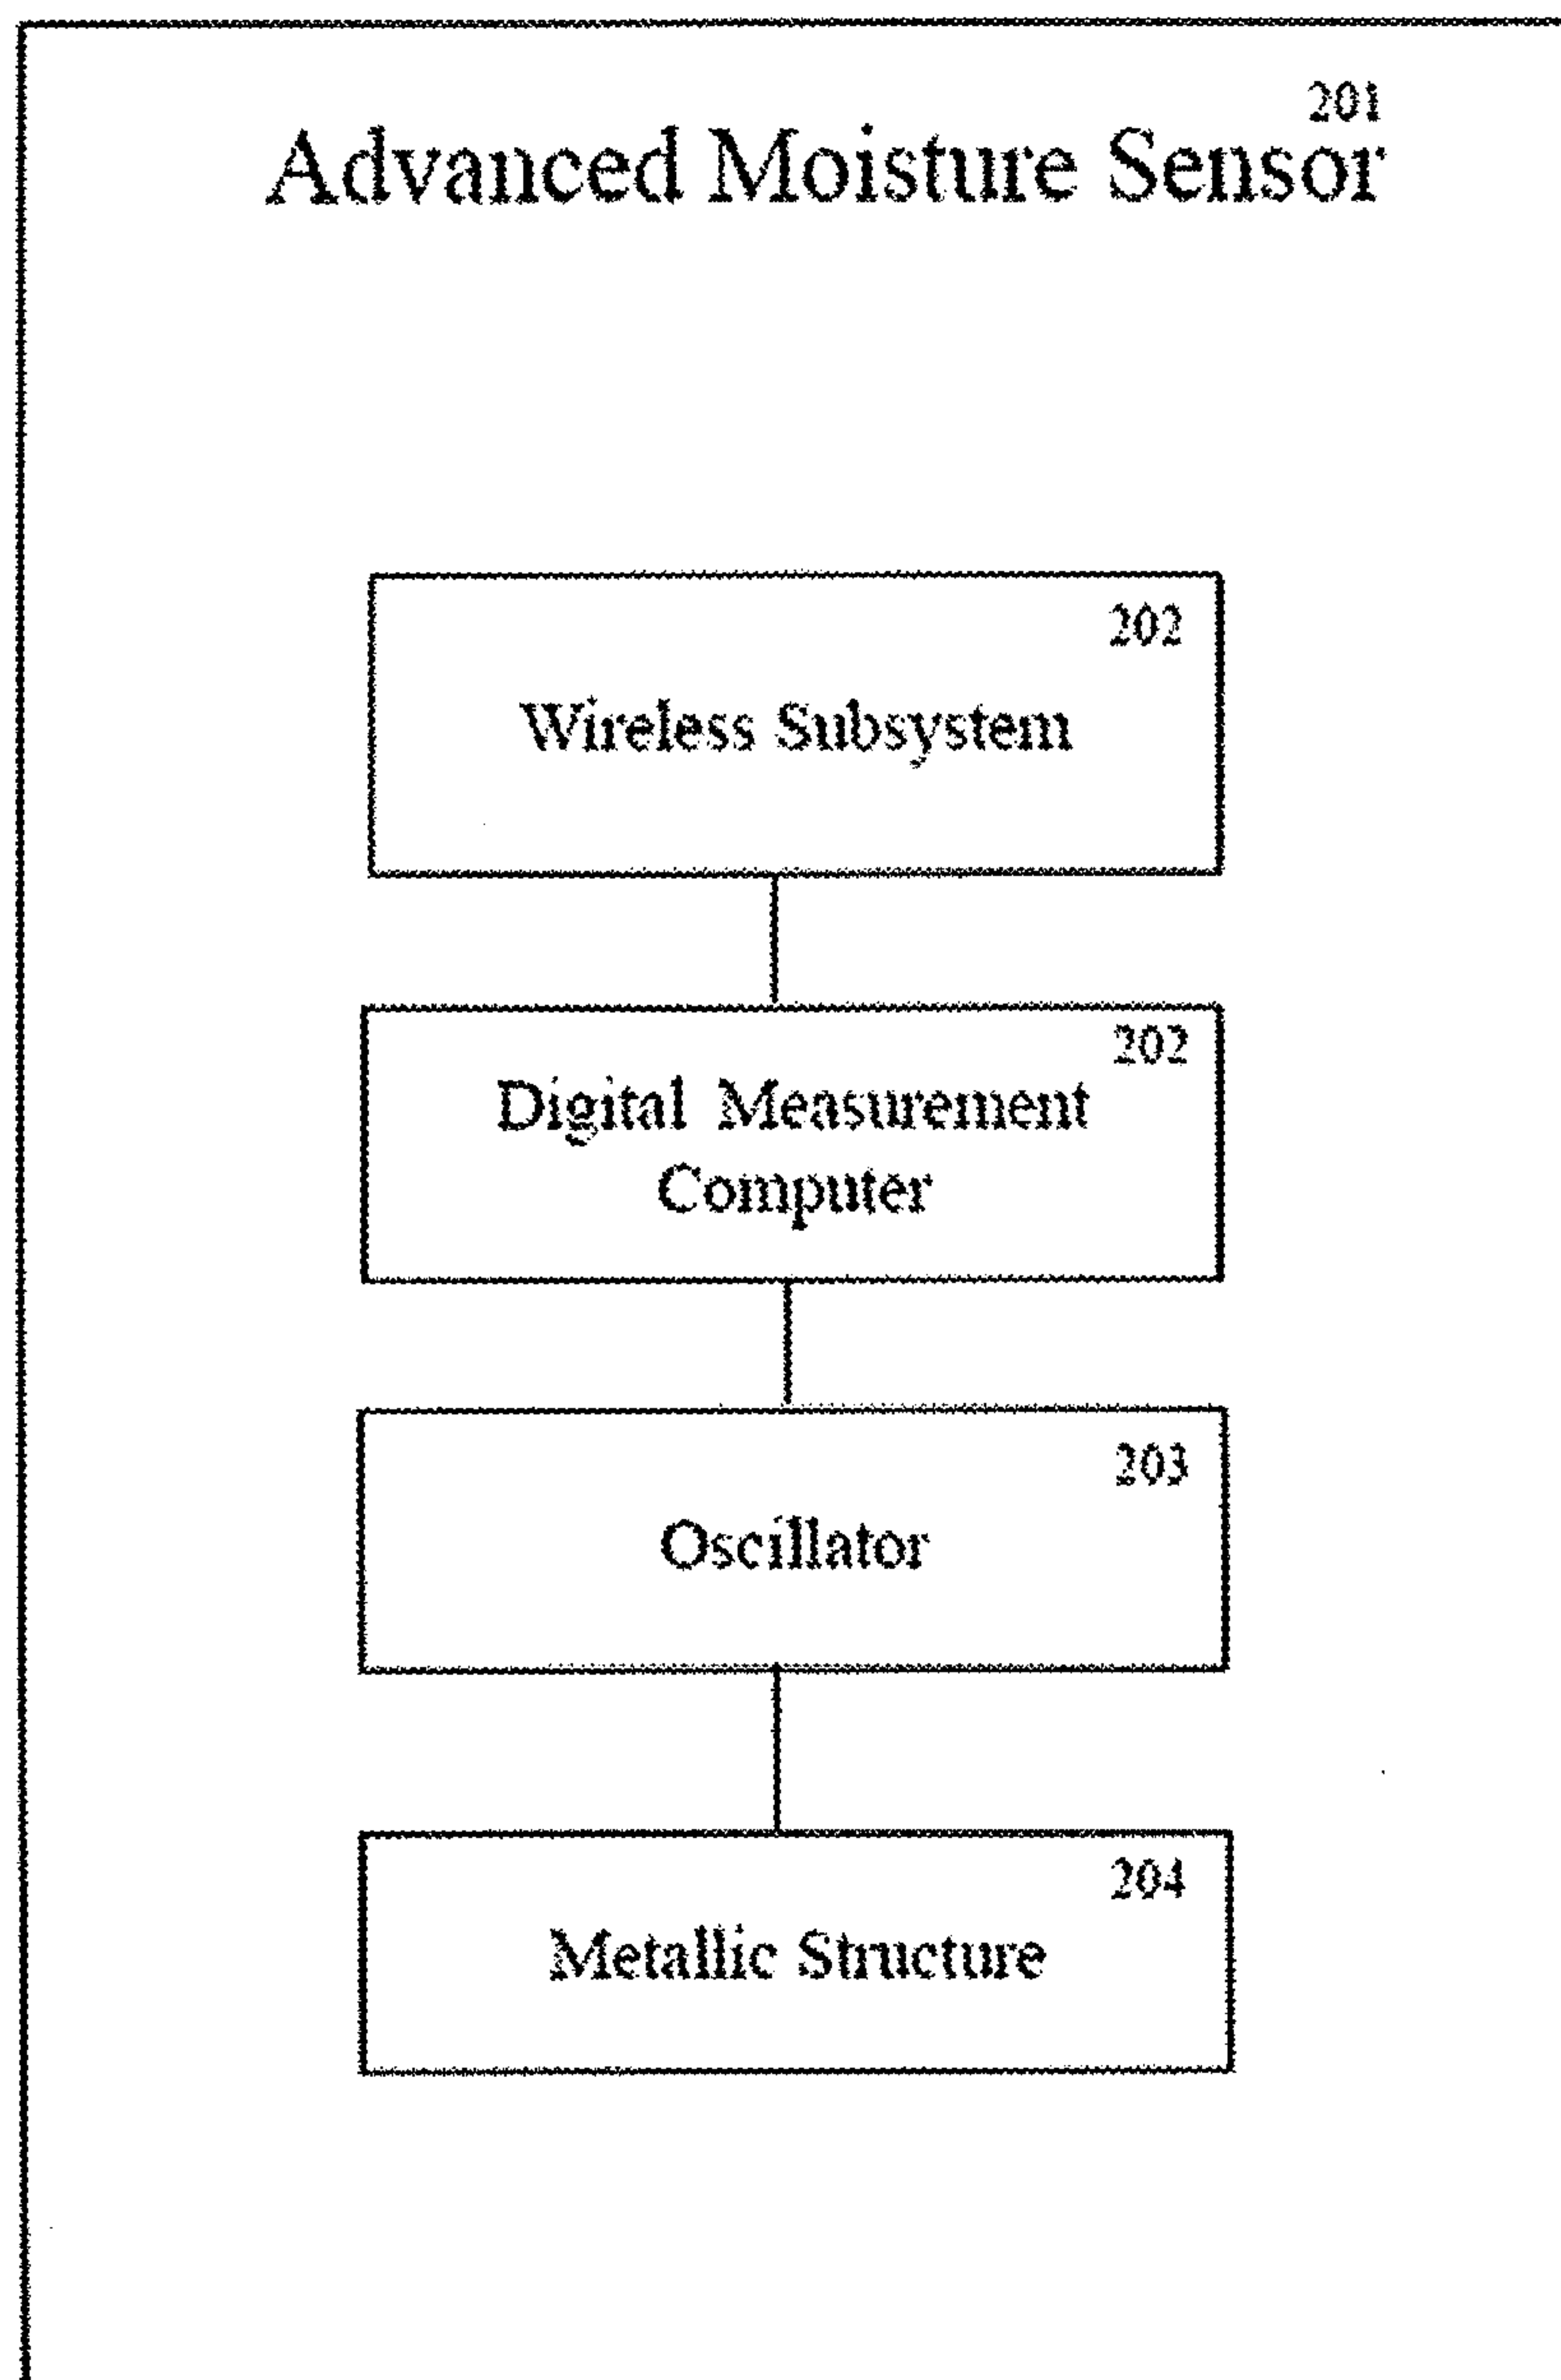 201
Advanced Moisture Sensor
202
Wireless Subsystem
202
Digital Measurement
Computer
203
Oscillator
204
Metallic Structure